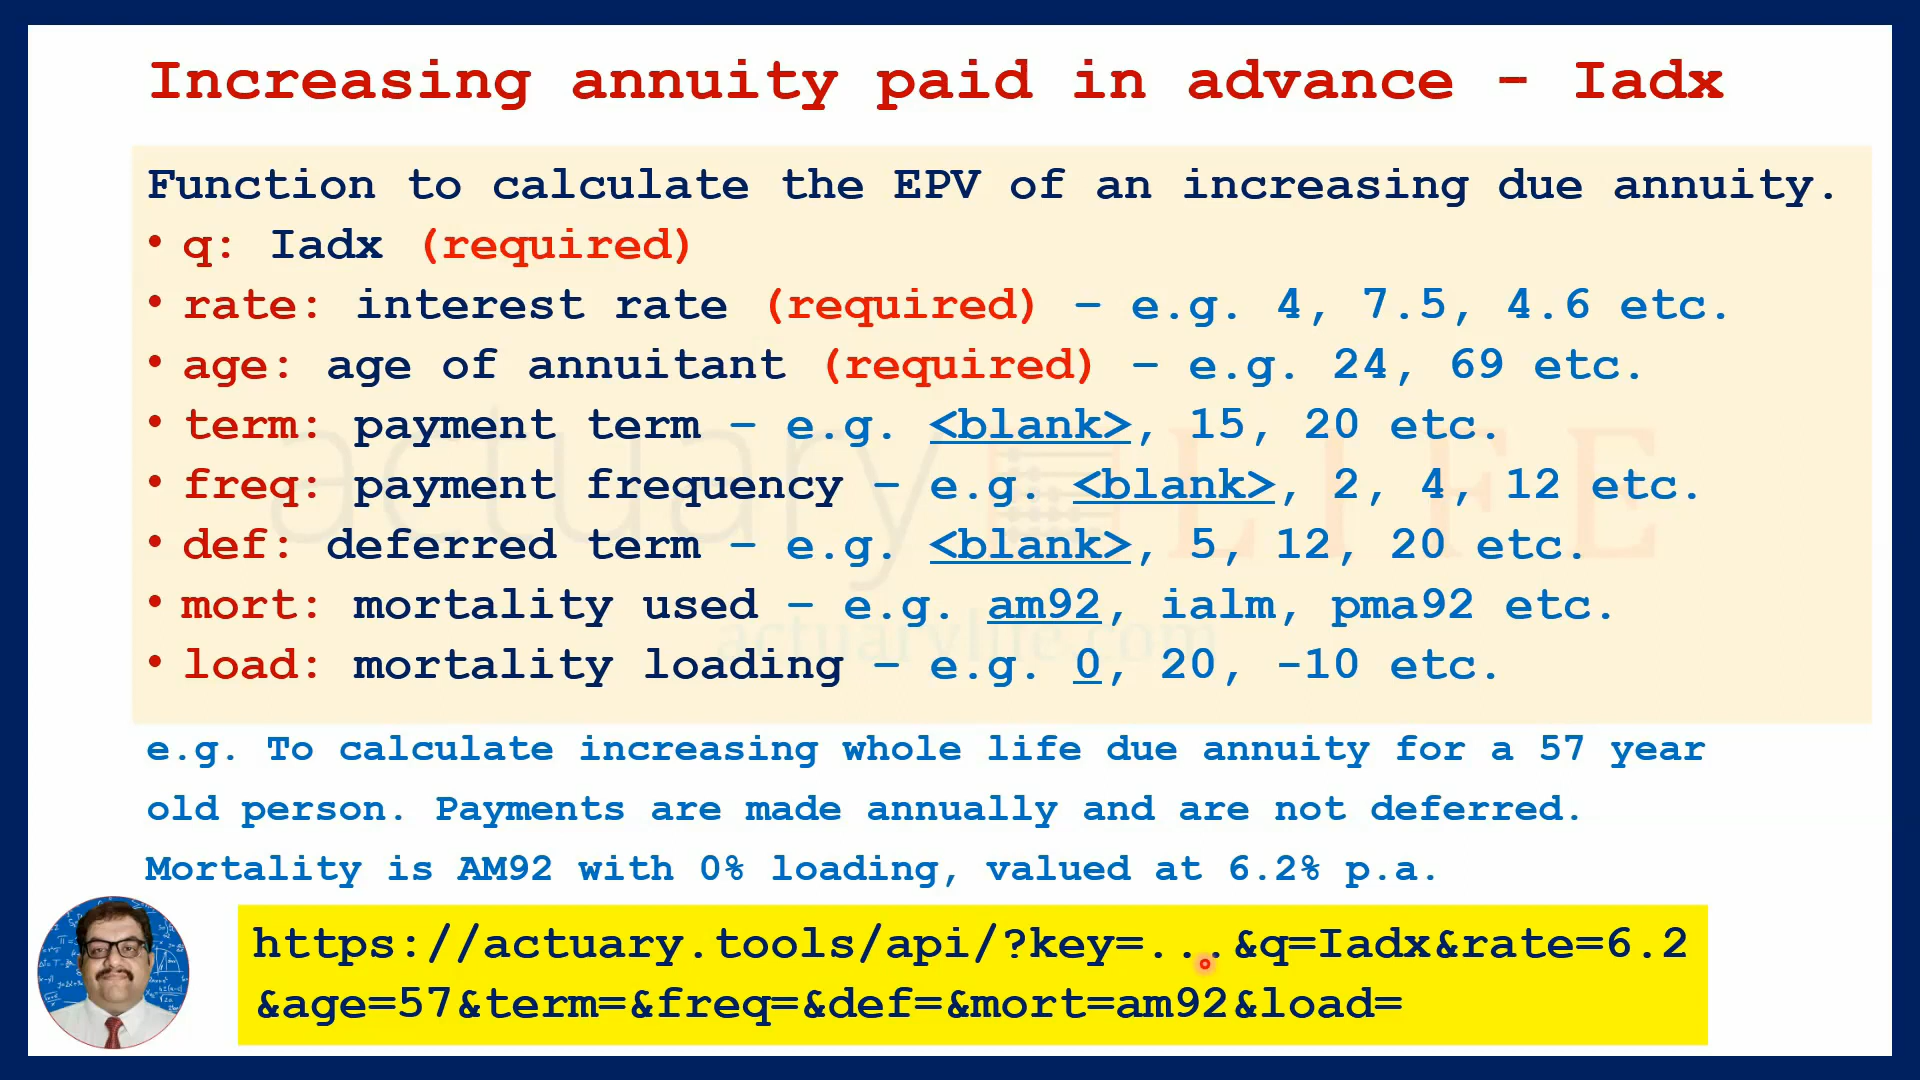 Increasing annuity paid in advance - Iadx
Function to calculate the EPV of an increasing due annuity.
• q: Iadx (required)
• rate: interest rate (required) – e.g. 4, 7.5, 4.6 etc.
• age: age of annuitant (required) – e.g. 24, 69 etc.
• term: payment term – e.g. <blank>, 15, 20 etc.
• freq: payment frequency – e.g. <blank>, 2, 4, 12 etc.
• def: deferred term – e.g. <blank>, 5, 12, 20 etc.
• mort: mortality used – e.g. am92, ialm, pma92 etc.
• load: mortality loading – e.g. 0, 20, -10 etc.
actuary LIFE
actuarylife.com
e.g. To calculate increasing whole life due annuity for a 57 year
old person. Payments are made annually and are not deferred.
Mortality is AM92 with 0% loading, valued at 6.2% p.a.
https://actuary.tools/api/?key=...&q=Iadx&rate=6.2
&age=57&term=&freq=&def=&mort=am92&load=